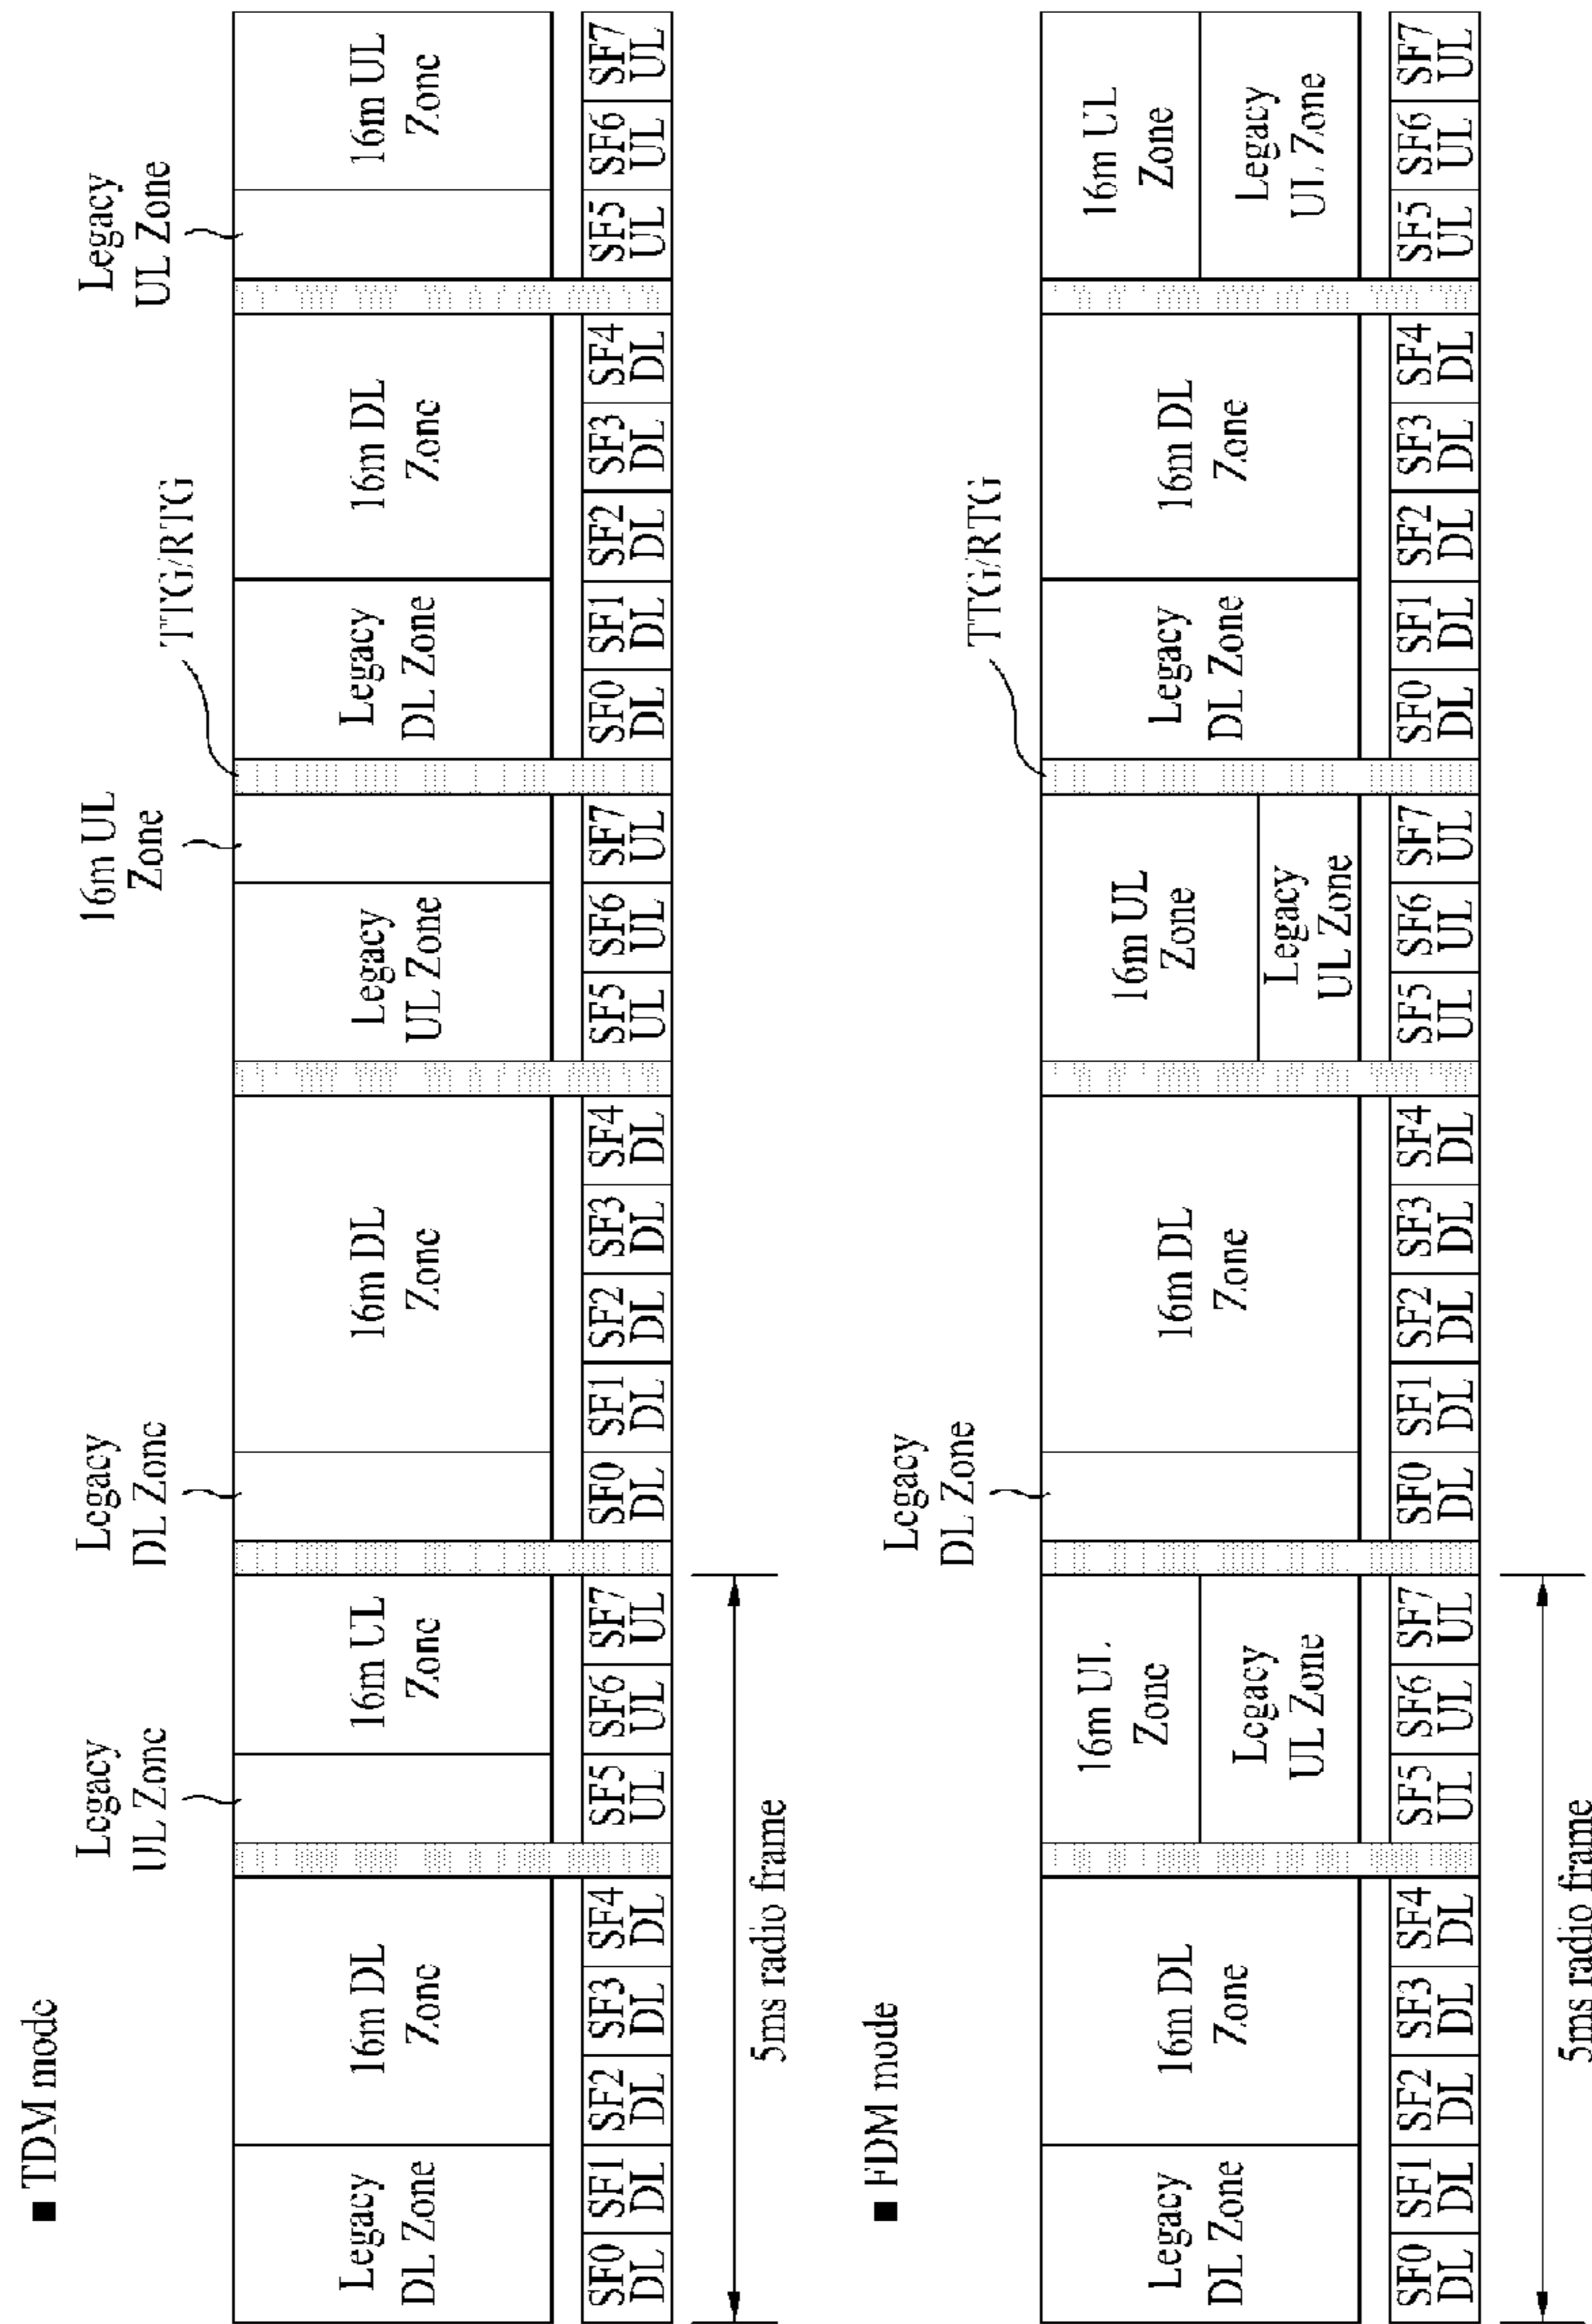 ■ TDM mode
Legacy
UL Zone
Legacy
DL Zone
16m UL
Zone
TTG/RTG
Legacy
UL Zone
Legacy
DL Zone
16m DL
Zone
16m UL
Zone
16m DL
Zone
Legacy
UL Zone
Legacy
DL Zone
16m DL
Zone
16m UL
Zone
SF0 SF1 SF2 SF3 SF4 SF5 SF6 SF7 SF0 SF1 SF2 SF3 SF4 SF5 SF6 SF7 SF0 SF1 SF2 SF3 SF4 SF5 SF6 SF7
DL DL DL DL DL UL UL UL DL DL DL DL DL UL UL UL DL DL DL DL DL UL UL UL
5ms radio frame
■ FDM mode
Legacy
DL Zone
TTG/RTG
Legacy
DL Zone
16m DL
Zone
16m UL
Zone
Legacy
UL Zone
16m DL
Zone
16m UL
Zone
Legacy
UL Zone
Legacy
DL Zone
16m DL
Zone
16m UL
Zone
Legacy
UL Zone
SF0 SF1 SF2 SF3 SF4 SF5 SF6 SF7 SF0 SF1 SF2 SF3 SF4 SF5 SF6 SF7 SF0 SF1 SF2 SF3 SF4 SF5 SF6 SF7
DL DL DL DL DL UL UL UL DL DL DL DL DL UL UL UL DL DL DL DL DL UL UL UL
5ms radio frame